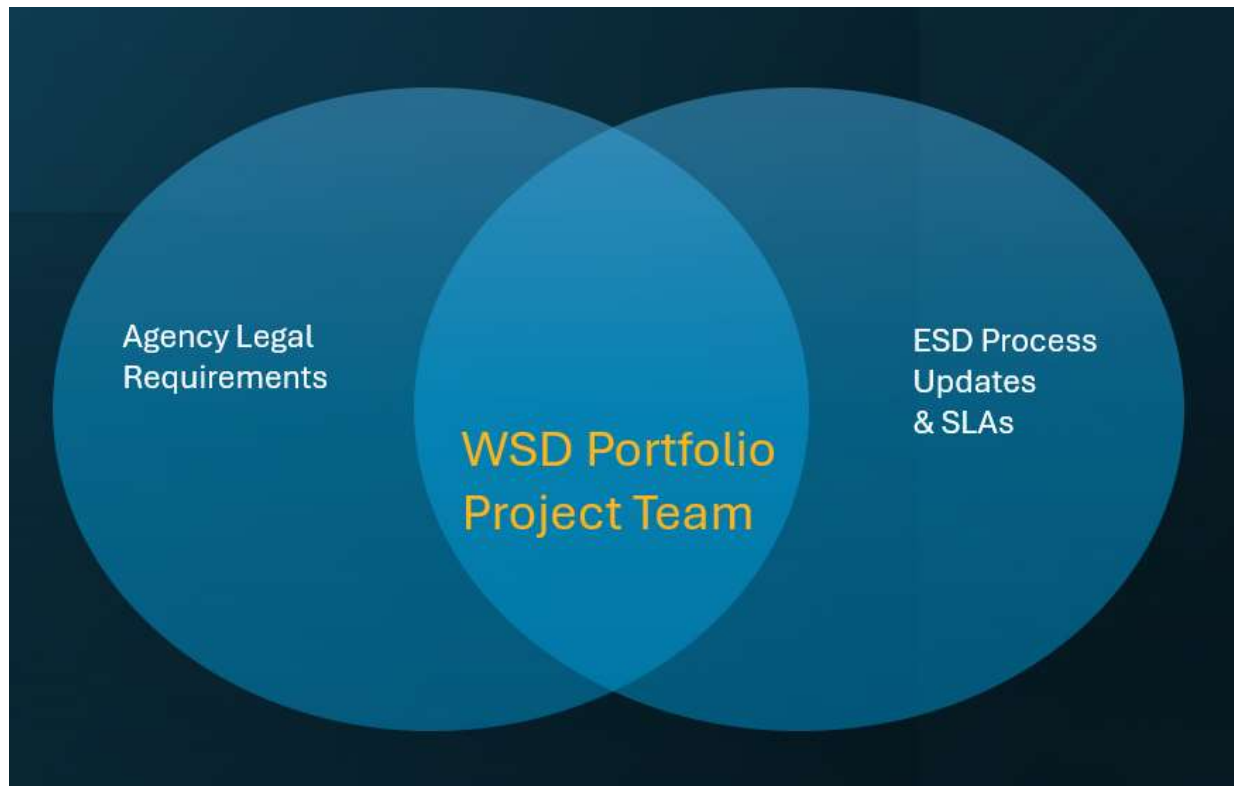 Agency Legal
Requirements
WSD Portfolio
Project Team
ESD Process
Updates
& SLAs